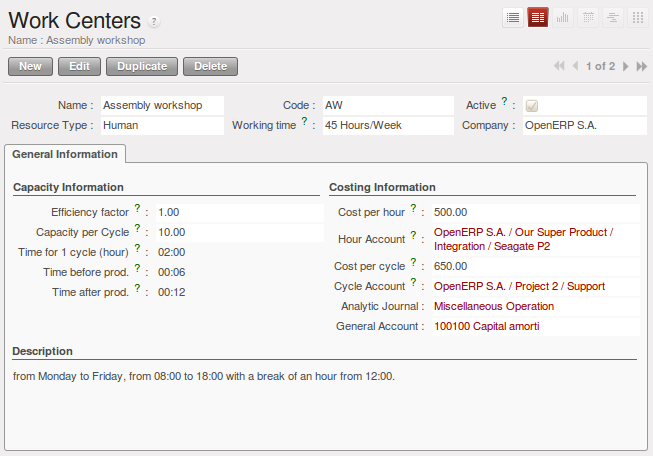 Work Centers ?
Name : Assembly workshop
New Edit Duplicate Delete 1 of 2
Name : Assembly workshop Code : AW Active ? :
Resource Type : Human Working time ? : 45 Hours/Week Company : OpenERP S.A.
General Information
Capacity Information Costing Information
Efficiency factor ? : 1.00 Cost per hour ? : 500.00
Capacity per Cycle ? : 10.00 Hour Account ? : OpenERP S.A. / Our Super Product /
Integration / Seagate P2
Time for 1 cycle (hour) ? : 02:00 Cost per cycle ? : 650.00
Time before prod. ? : 00:06 Cycle Account ? : OpenERP S.A. / Project 2 / Support
Time after prod. ? : 00:12 Analytic Journal : Miscellaneous Operation
General Account : 100100 Capital amorti
Description
from Monday to Friday, from 08:00 to 18:00 with a break of an hour from 12:00.